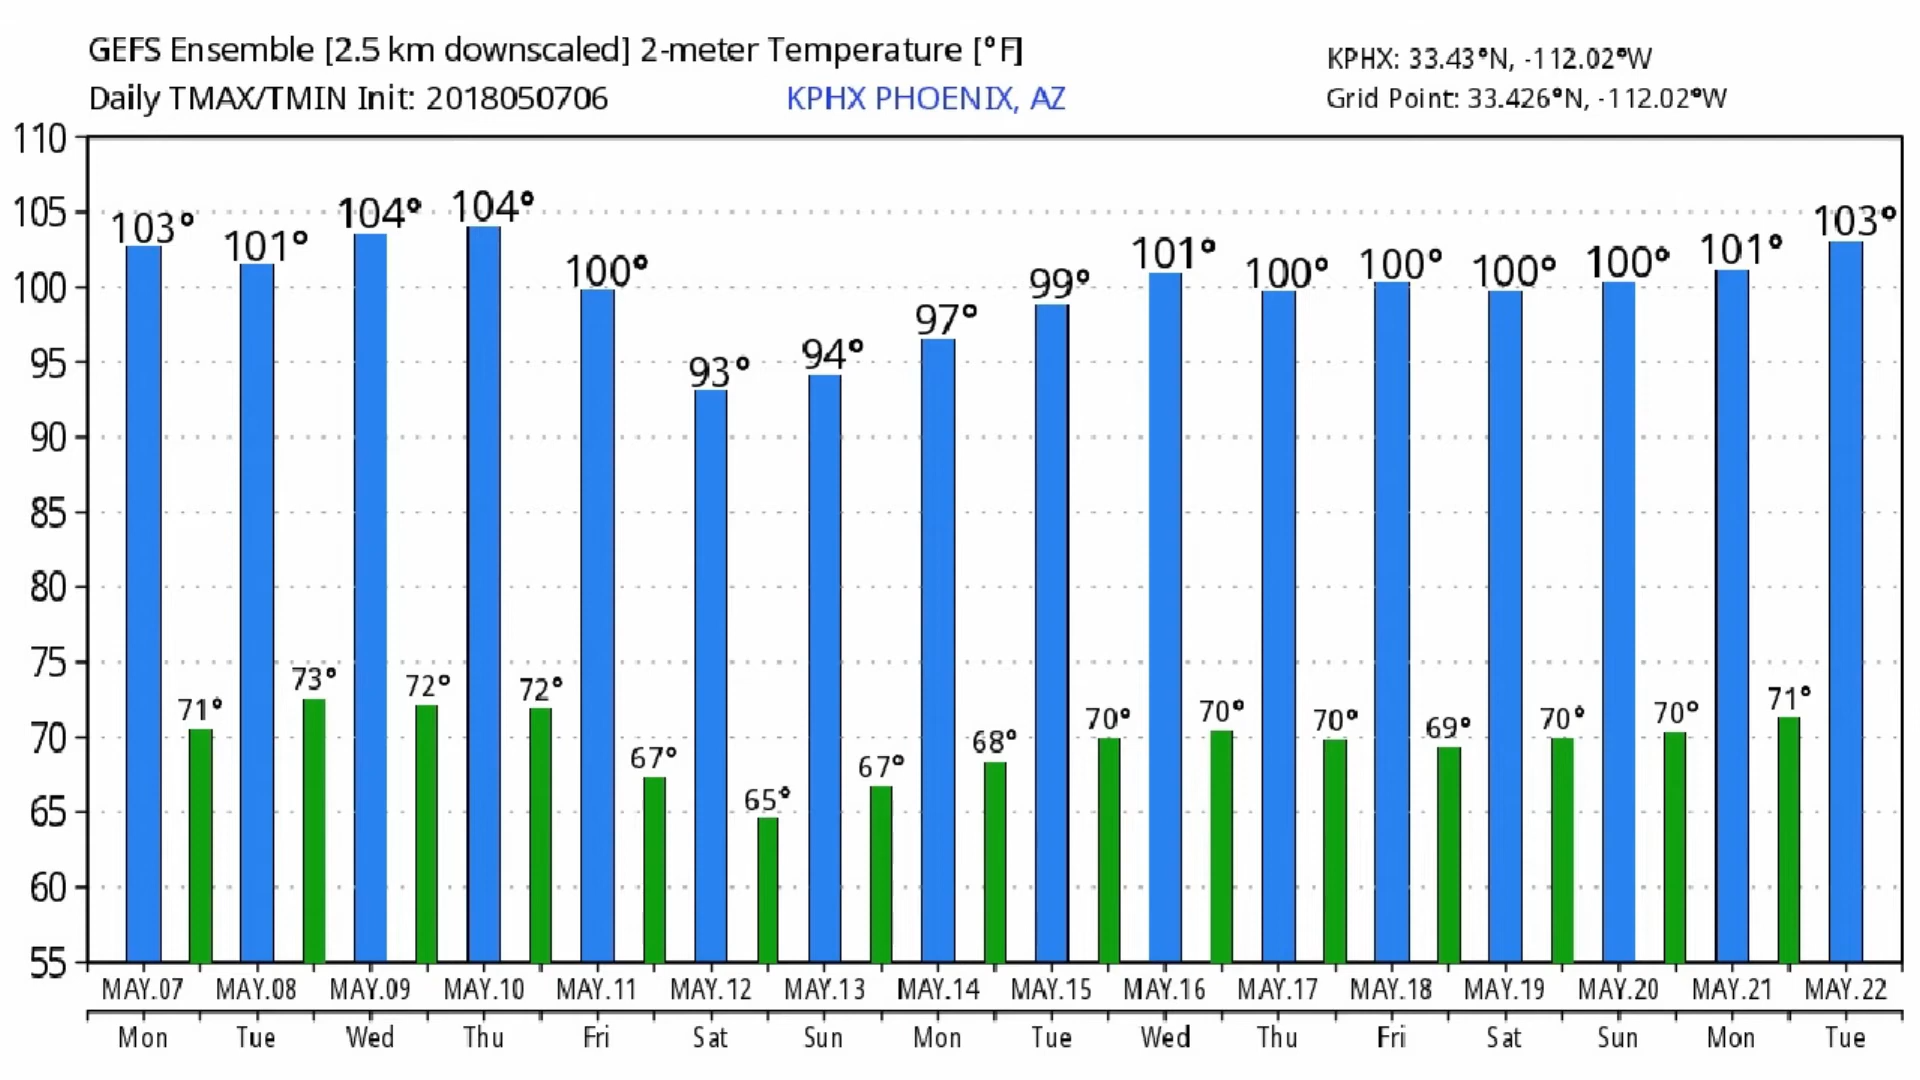 GEFS Ensemble [2.5 km downscaled] 2-meter Temperature [°F]
KPHX: 33.43°N, -112.02°W
Daily TMAX/TMIN Init: 2018050706 KPHX PHOENIX, AZ
Grid Point: 33.426°N, -112.02°W
110
105
100
95
90
85
80
75
70
65
60
55
103° 101° 104° 104° 100° 93° 94° 97° 99° 101° 100° 100° 100° 100° 101° 103°
71° 73° 72° 72° 67° 65° 67° 68° 70° 70° 70° 69° 70° 70° 71°
MAY.07 MAY.08 MAY.09 MAY.10 MAY.11 MAY.12 MAY.13 MAY.14 MAY.15 MAY.16 MAY.17 MAY.18 MAY.19 MAY.20 MAY.21 MAY.22
Mon Tue Wed Thu Fri Sat Sun Mon Tue Wed Thu Fri Sat Sun Mon Tue